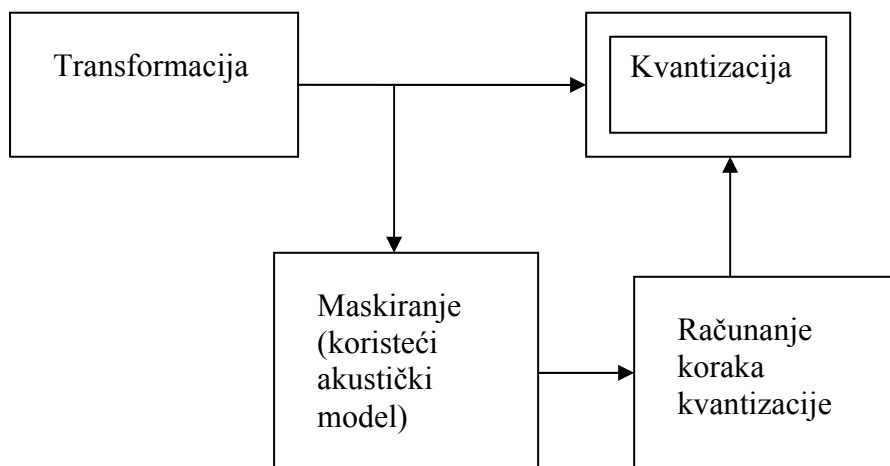 Transformacija
Kvantizacija
Maskiranje
(koristeći
akustički
model)
Računanje
koraka
kvantizacije